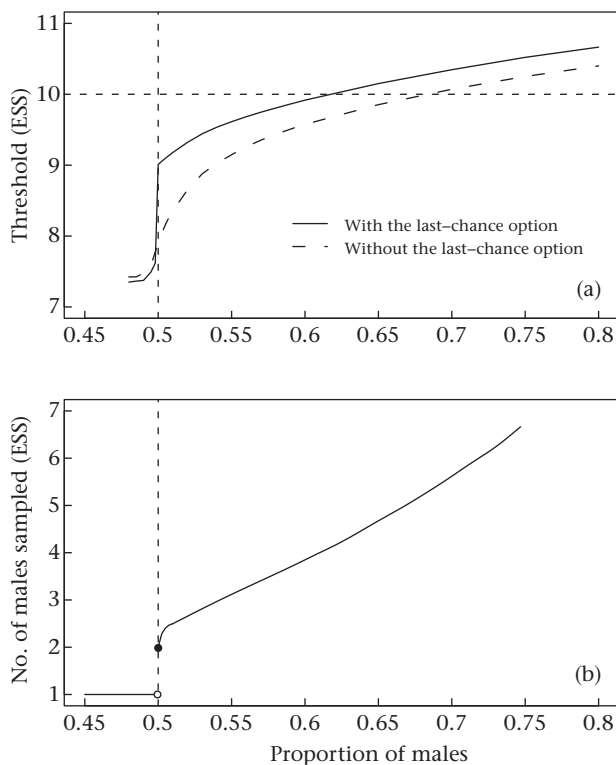 11
10
9
8
7
Threshold (ESS)
With the last–chance option
Without the last–chance option
(a)
0.45 0.5 0.55 0.6 0.65 0.7 0.75 0.8
7
6
5
4
3
2
1
No. of males sampled (ESS)
(b)
0.45 0.5 0.55 0.6 0.65 0.7 0.75 0.8
Proportion of males